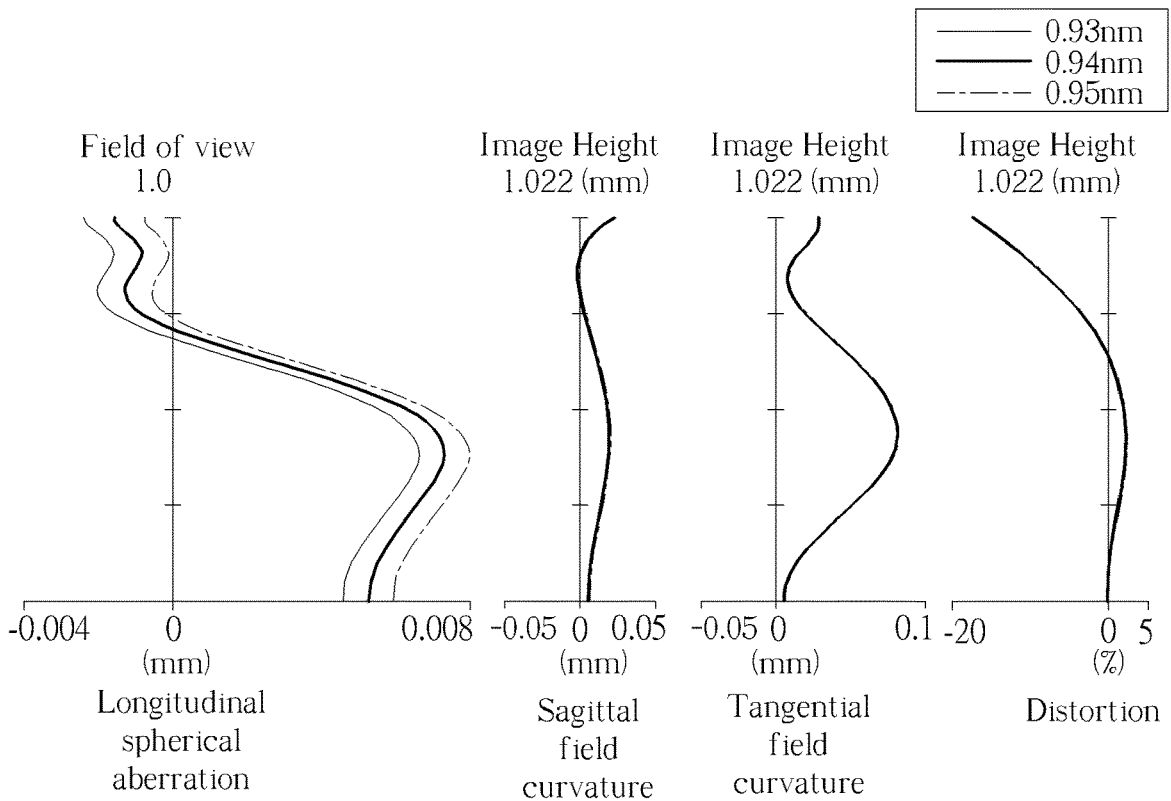 0.93nm
0.94nm
0.95nm
Field of view
1.0
Image Height
1.022 (mm)
Image Height
1.022 (mm)
Image Height
1.022 (mm)
-0.004 0 0.008
(mm)
Longitudinal
spherical
aberration
-0.05 0 0.05
(mm)
Sagittal
field
curvature
-0.05 0 0.1
(mm)
Tangential
field
curvature
-20 0 5
(%)
Distortion